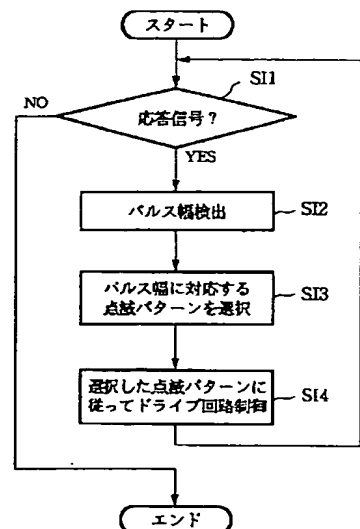 スタート
SI1
NO
応答信号?
YES
パルス幅検出
SI2
パルス幅に対応する
点滅パターンを選択
SI3
選択した点滅パターンに
従ってドライブ回路制御
SI4
エンド